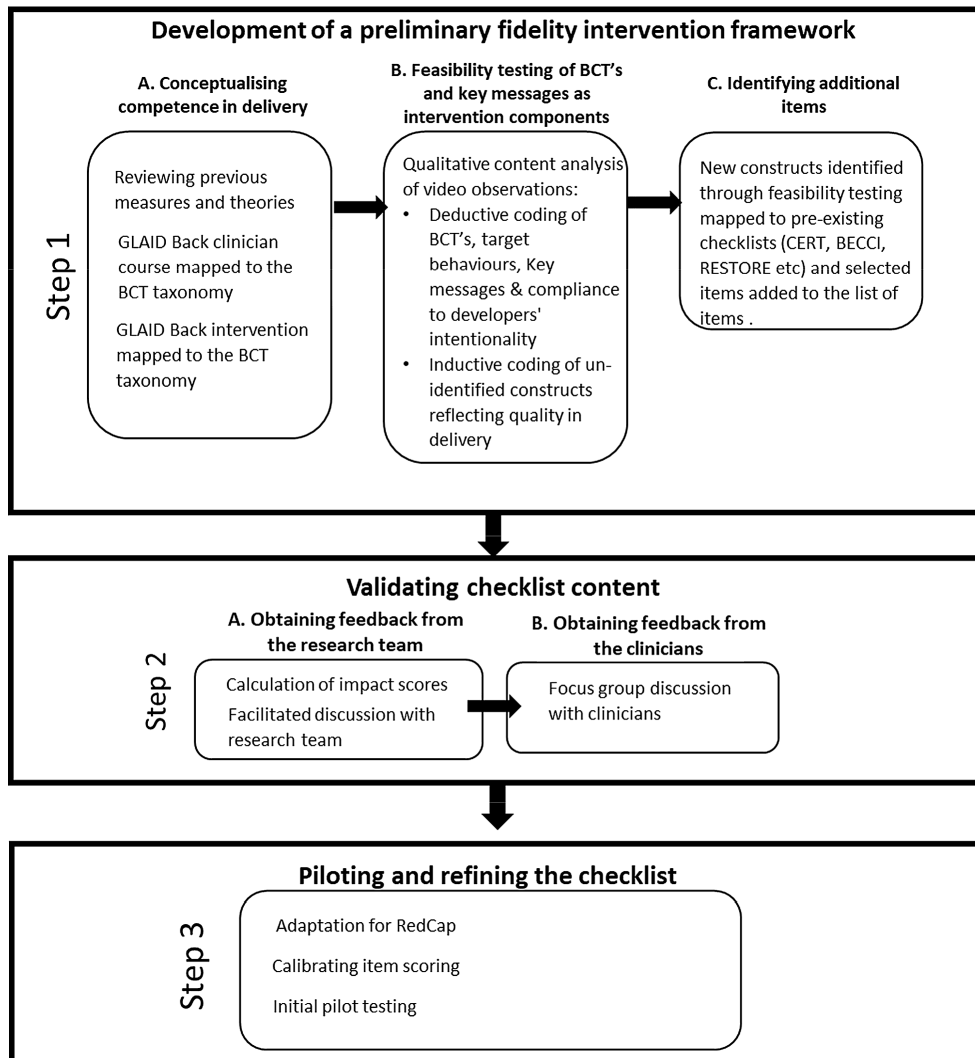 Development of a preliminary fidelity intervention framework
Step 1
A. Conceptualising
competence in delivery
Reviewing previous
measures and theories
GLAID Back clinician
course mapped to the
BCT taxonomy
GLAID Back intervention
mapped to the BCT
taxonomy
B. Feasibility testing of BCT’s
and key messages as
intervention components
Qualitative content analysis
of video observations:
• Deductive coding of
BCT’s, target
behaviours, Key
messages & compliance
to developers'
intentionality
• Inductive coding of un-
identified constructs
reflecting quality in
delivery
C. Identifying additional
items
New constructs identified
through feasibility testing
mapped to pre-existing
checklists (CERT, BECCI,
RESTORE etc) and selected
items added to the list of
items .
Validating checklist content
Step 2
A. Obtaining feedback from
the research team
Calculation of impact scores
Facilitated discussion with
research team
B. Obtaining feedback from
the clinicians
Focus group discussion
with clinicians
Piloting and refining the checklist
Step 3
Adaptation for RedCap
Calibrating item scoring
Initial pilot testing